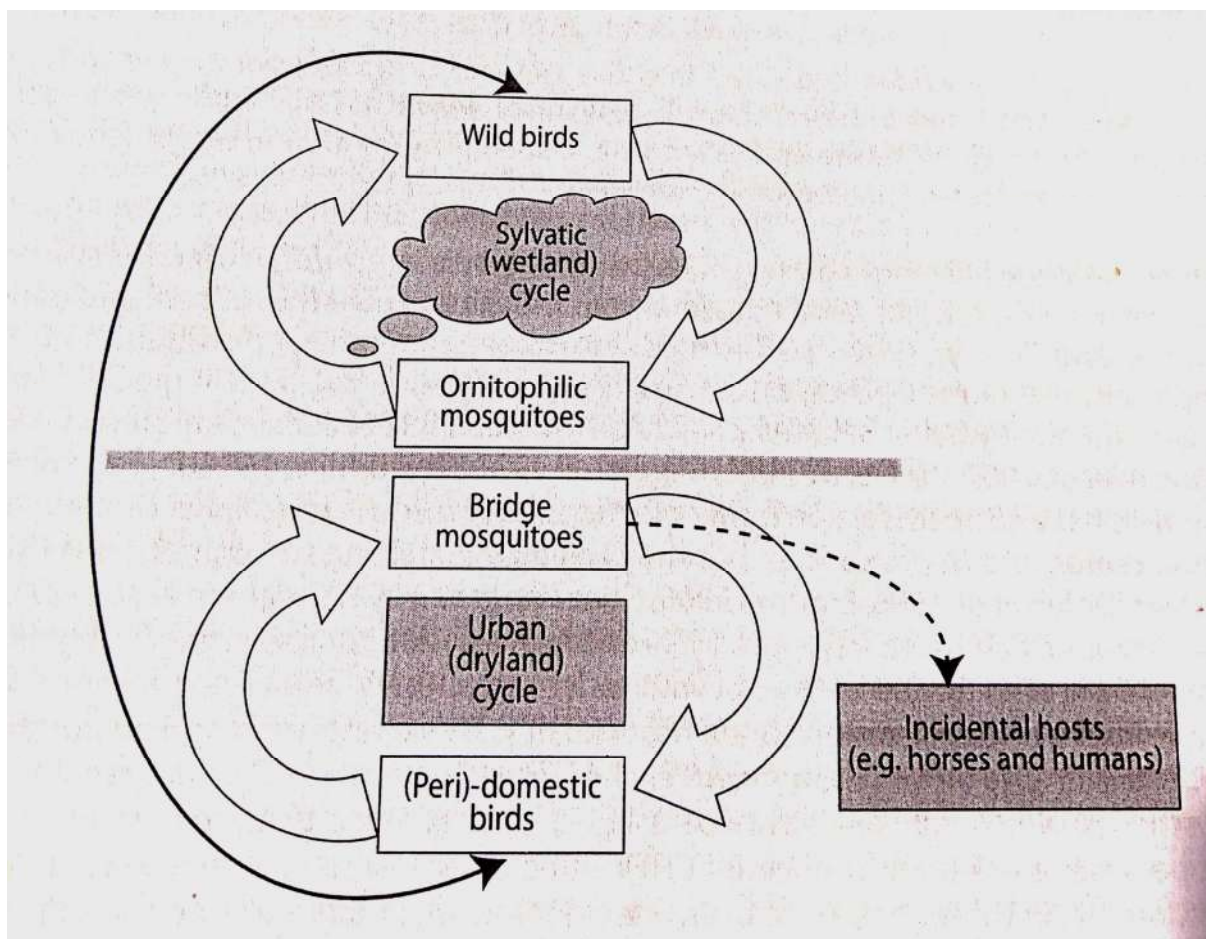 Wild birds
Sylvatic
(wetland)
cycle
Ornitophilic
mosquitoes
Bridge
mosquitoes
Urban
(dryland)
cycle
Incidental hosts
(e.g. horses and humans)
(Peri)-domestic
birds